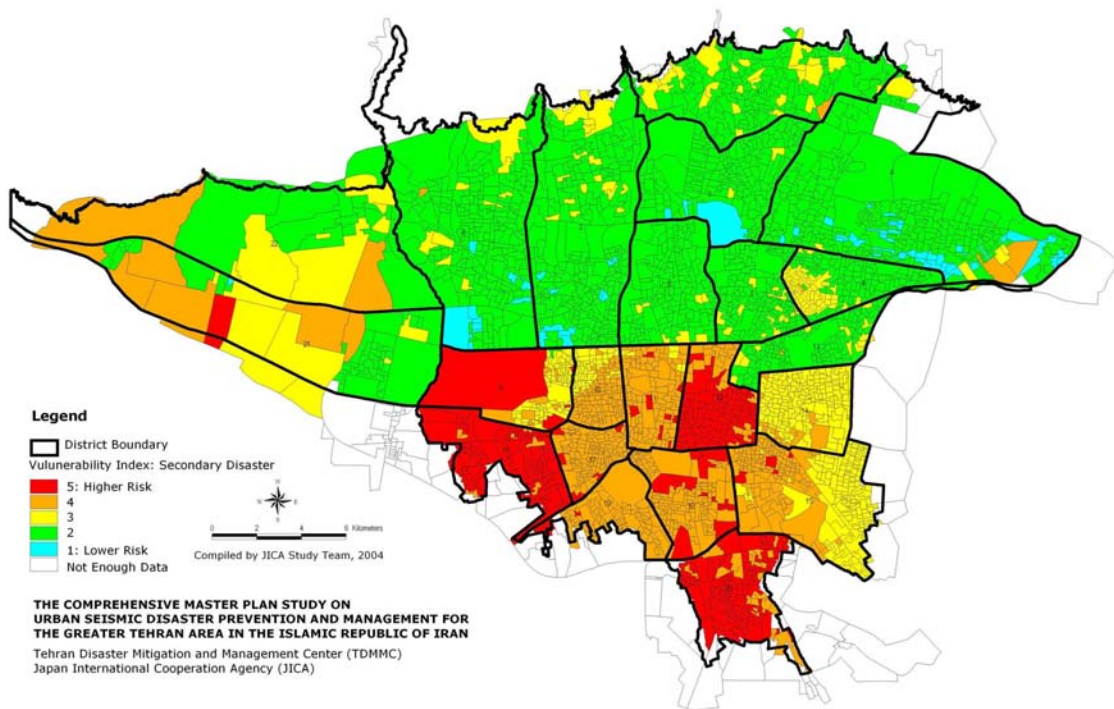 Legend
District Boundary
Vulunerability Index: Secondary Disaster
5: Higher Risk
4
3
2
1: Lower Risk
Not Enough Data
N
W E
S
0 2 4 6 Kilometers
Compiled by JICA Study Team, 2004
THE COMPREHENSIVE MASTER PLAN STUDY ON
URBAN SEISMIC DISASTER PREVENTION AND MANAGEMENT FOR
THE GREATER TEHRAN AREA IN THE ISLAMIC REPUBLIC OF IRAN
Tehran Disaster Mitigation and Management Center (TDMMC)
Japan International Cooperation Agency (JICA)